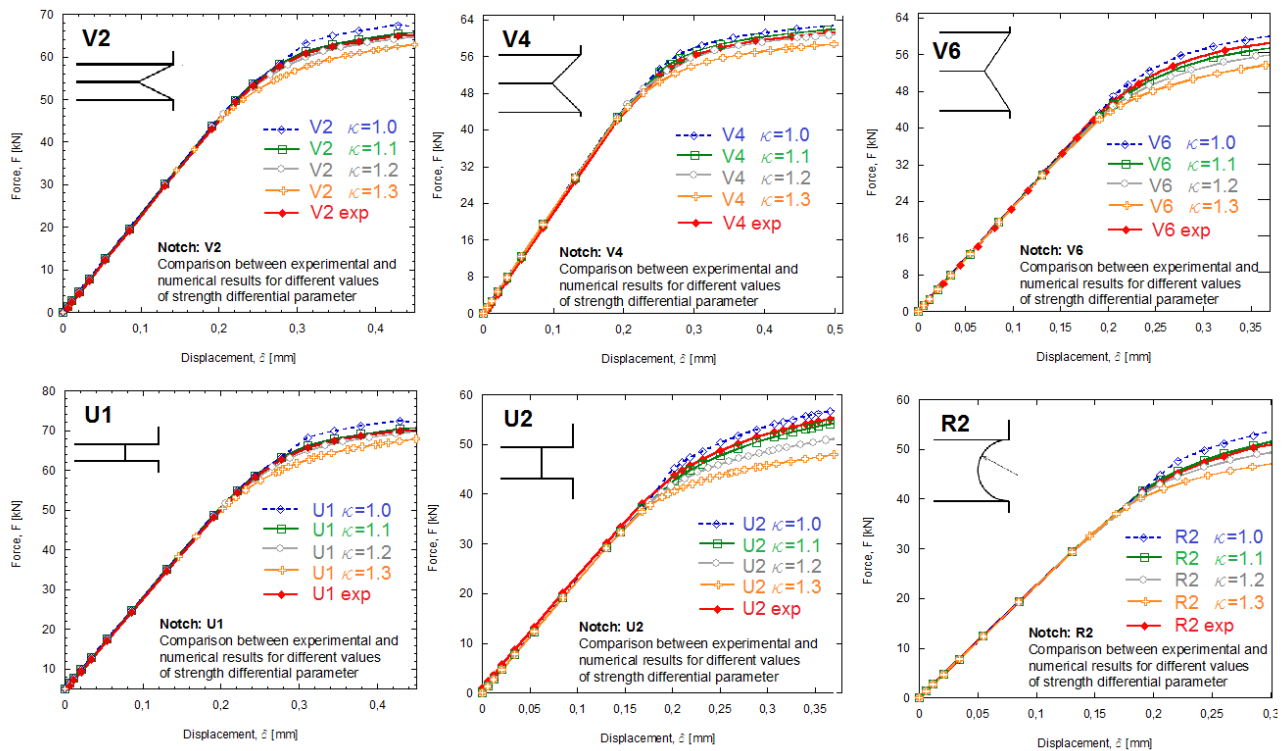 V2
Force, F [kN]
70
60
50
40
30
20
10
0
V2 κ=1.0
V2 κ=1.1
V2 κ=1.2
V2 κ=1.3
V2 exp
Notch: V2
Comparison between experimental and
numerical results for different values
of strength differential parameter
0 0,1 0,2 0,3 0,4
Displacement, δ [mm]
V4
Force, F [kN]
64
56
48
40
32
24
16
8
0
V4 κ=1.0
V4 κ=1.1
V4 κ=1.2
V4 κ=1.3
V4 exp
Notch: V4
Comparison between experimental and
numerical results for different values
of strength differential parameter
0 0,1 0,2 0,3 0,4 0,5
Displacement, δ [mm]
V6
Force, F [kN]
64
56
48
40
32
24
16
8
0
V6 κ=1.0
V6 κ=1.1
V6 κ=1.2
V6 κ=1.3
V6 exp
Notch: V6
Comparison between experimental and
numerical results for different values
of strength differential parameter
0 0,05 0,1 0,15 0,2 0,25 0,3 0,35
Displacement, δ [mm]
U1
Force, F [kN]
80
70
60
50
40
30
20
10
U1 κ=1.0
U1 κ=1.1
U1 κ=1.2
U1 κ=1.3
U1 exp
Notch: U1
Comparison between experimental and
numerical results for different values
of strength differential parameter
0 0,1 0,2 0,3 0,4
Displacement, δ [mm]
U2
Force, F [kN]
60
50
40
30
20
10
0
U2 κ=1.0
U2 κ=1.1
U2 κ=1.2
U2 κ=1.3
U2 exp
Notch: U2
Comparison between experimental and
numerical results for different values
of strength differential parameter
0 0,05 0,1 0,15 0,2 0,25 0,3 0,35
Displacement, δ [mm]
R2
Force, F [kN]
60
50
40
30
20
10
0
R2 κ=1.0
R2 κ=1.1
R2 κ=1.2
R2 κ=1.3
R2 exp
Notch: R2
Comparison between experimental and
numerical results for different values
of strength differential parameter
0 0,05 0,1 0,15 0,2 0,25 0,3
Displacement, δ [mm]